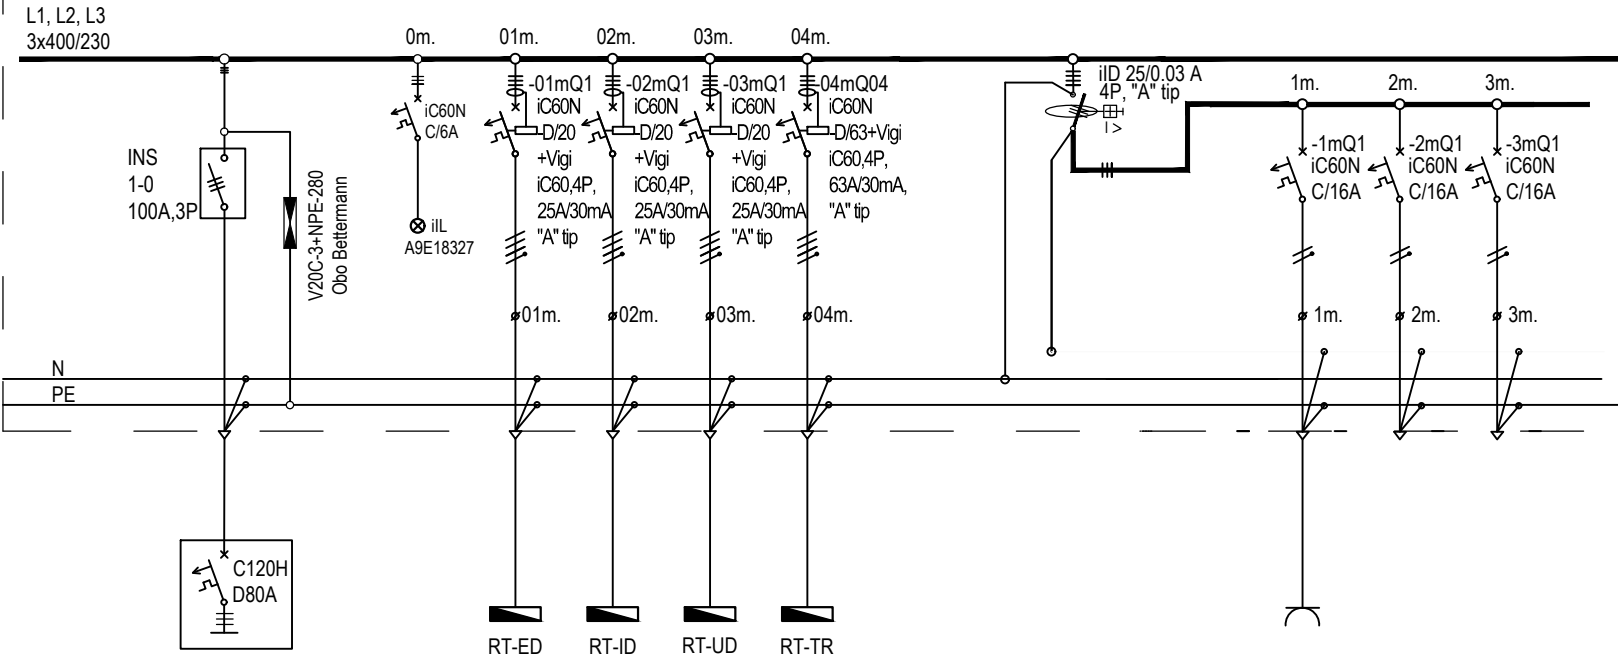 L1, L2, L3
3x400/230
0m.
01m.
02m.
03m.
04m.
1m.
2m.
3m.
INS
1-0
100A,3P
V20C-3+NPE-280
Obo Bettermann
iC60N
C/6A
iIL
A9E18327
-01mQ1
iC60N
D/20
+Vigi
iC60,4P,
25A/30mA
"A" tip
-02mQ1
iC60N
D/20
+Vigi
iC60,4P,
25A/30mA
"A" tip
-03mQ1
iC60N
D/20
+Vigi
iC60,4P,
25A/30mA
"A" tip
-04mQ04
iC60N
D/63+Vigi
iC60,4P,
63A/30mA,
"A" tip
iID 25/0.03 A
4P, "A" tip
I >
-1mQ1
iC60N
C/16A
-2mQ1
iC60N
C/16A
-3mQ1
iC60N
C/16A
01m.
02m.
03m.
04m.
1m.
2m.
3m.
N
PE
C120H
D80A
RT-ED
RT-ID
RT-UD
RT-TR